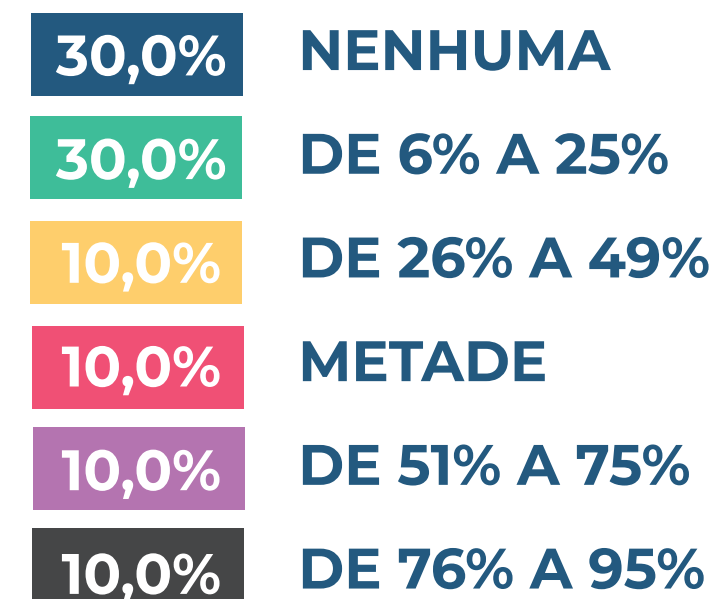 30,0% NENHUMA
30,0% DE 6% A 25%
10,0% DE 26% A 49%
10,0% METADE
10,0% DE 51% A 75%
10,0% DE 76% A 95%